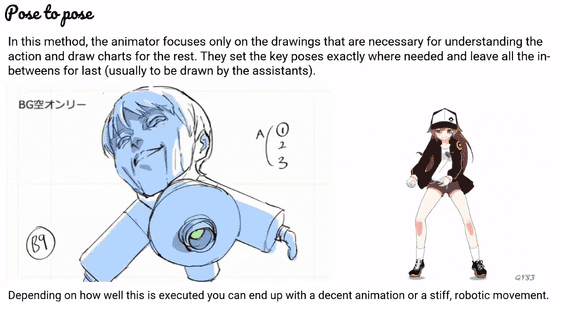 Pose to pose
In this method, the animator focuses only on the drawings that are necessary for understanding the
action and draw charts for the rest. They set the key poses exactly where needed and leave all the in-
betweens for last (usually to be drawn by the assistants).
BG空オンリー
A 1
2
3
B9
Depending on how well this is executed you can end up with a decent animation or a stiff, robotic movement.